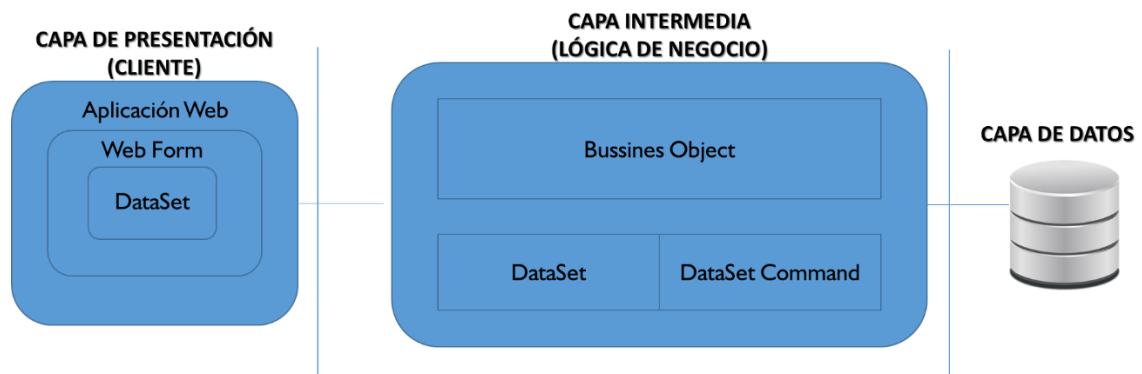 CAPA DE PRESENTACIÓN
(CLIENTE)
Aplicación Web
Web Form
DataSet
CAPA INTERMEDIA
(LÓGICA DE NEGOCIO)
Bussines Object
DataSet
DataSet Command
CAPA DE DATOS